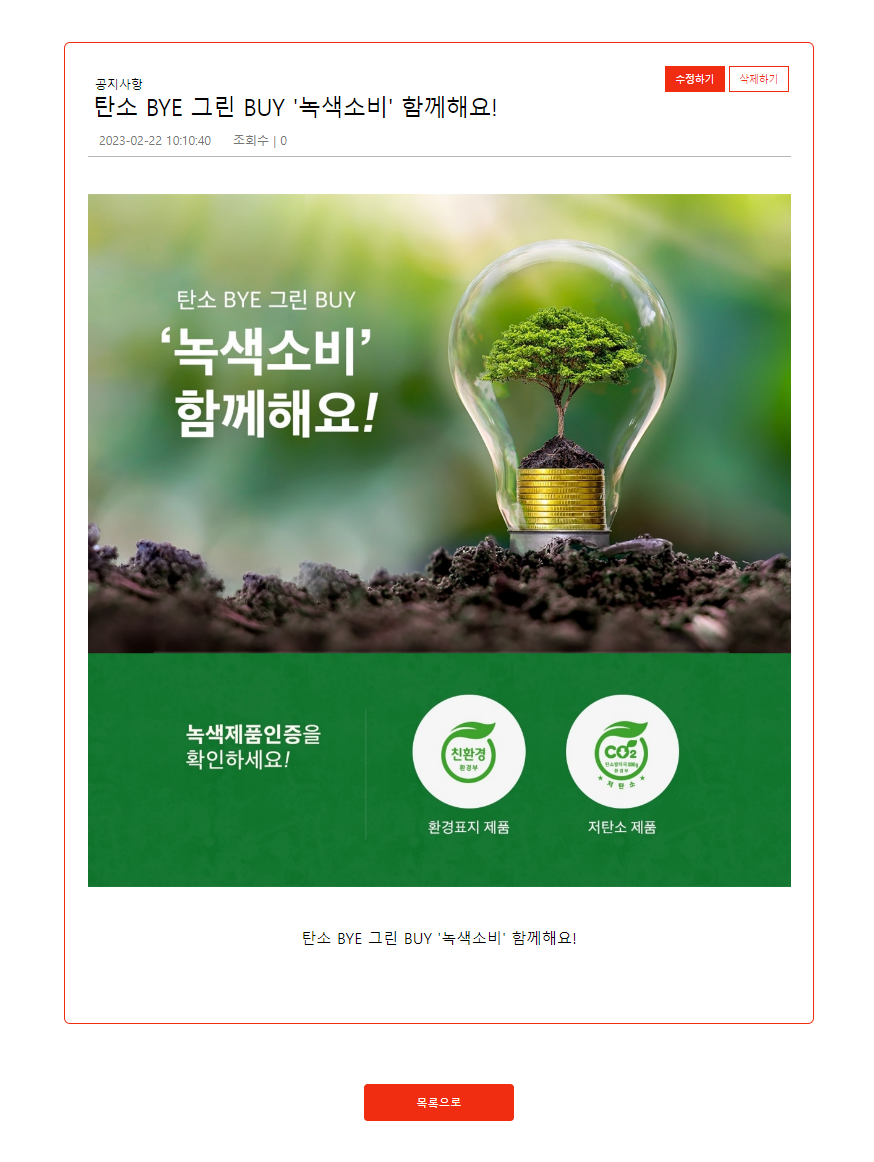 공지사항
수정하기
삭제하기
탄소 BYE 그린 BUY '녹색소비' 함께해요!
2023-02-22 10:10:40 조회수 | 0
탄소 BYE 그린 BUY
‘녹색소비’
함께해요!
녹색제품인증을
확인하세요!
친환경
환경부
CO2
환경부
저탄소
환경표지 제품
저탄소 제품
탄소 BYE 그린 BUY '녹색소비' 함께해요!
목록으로